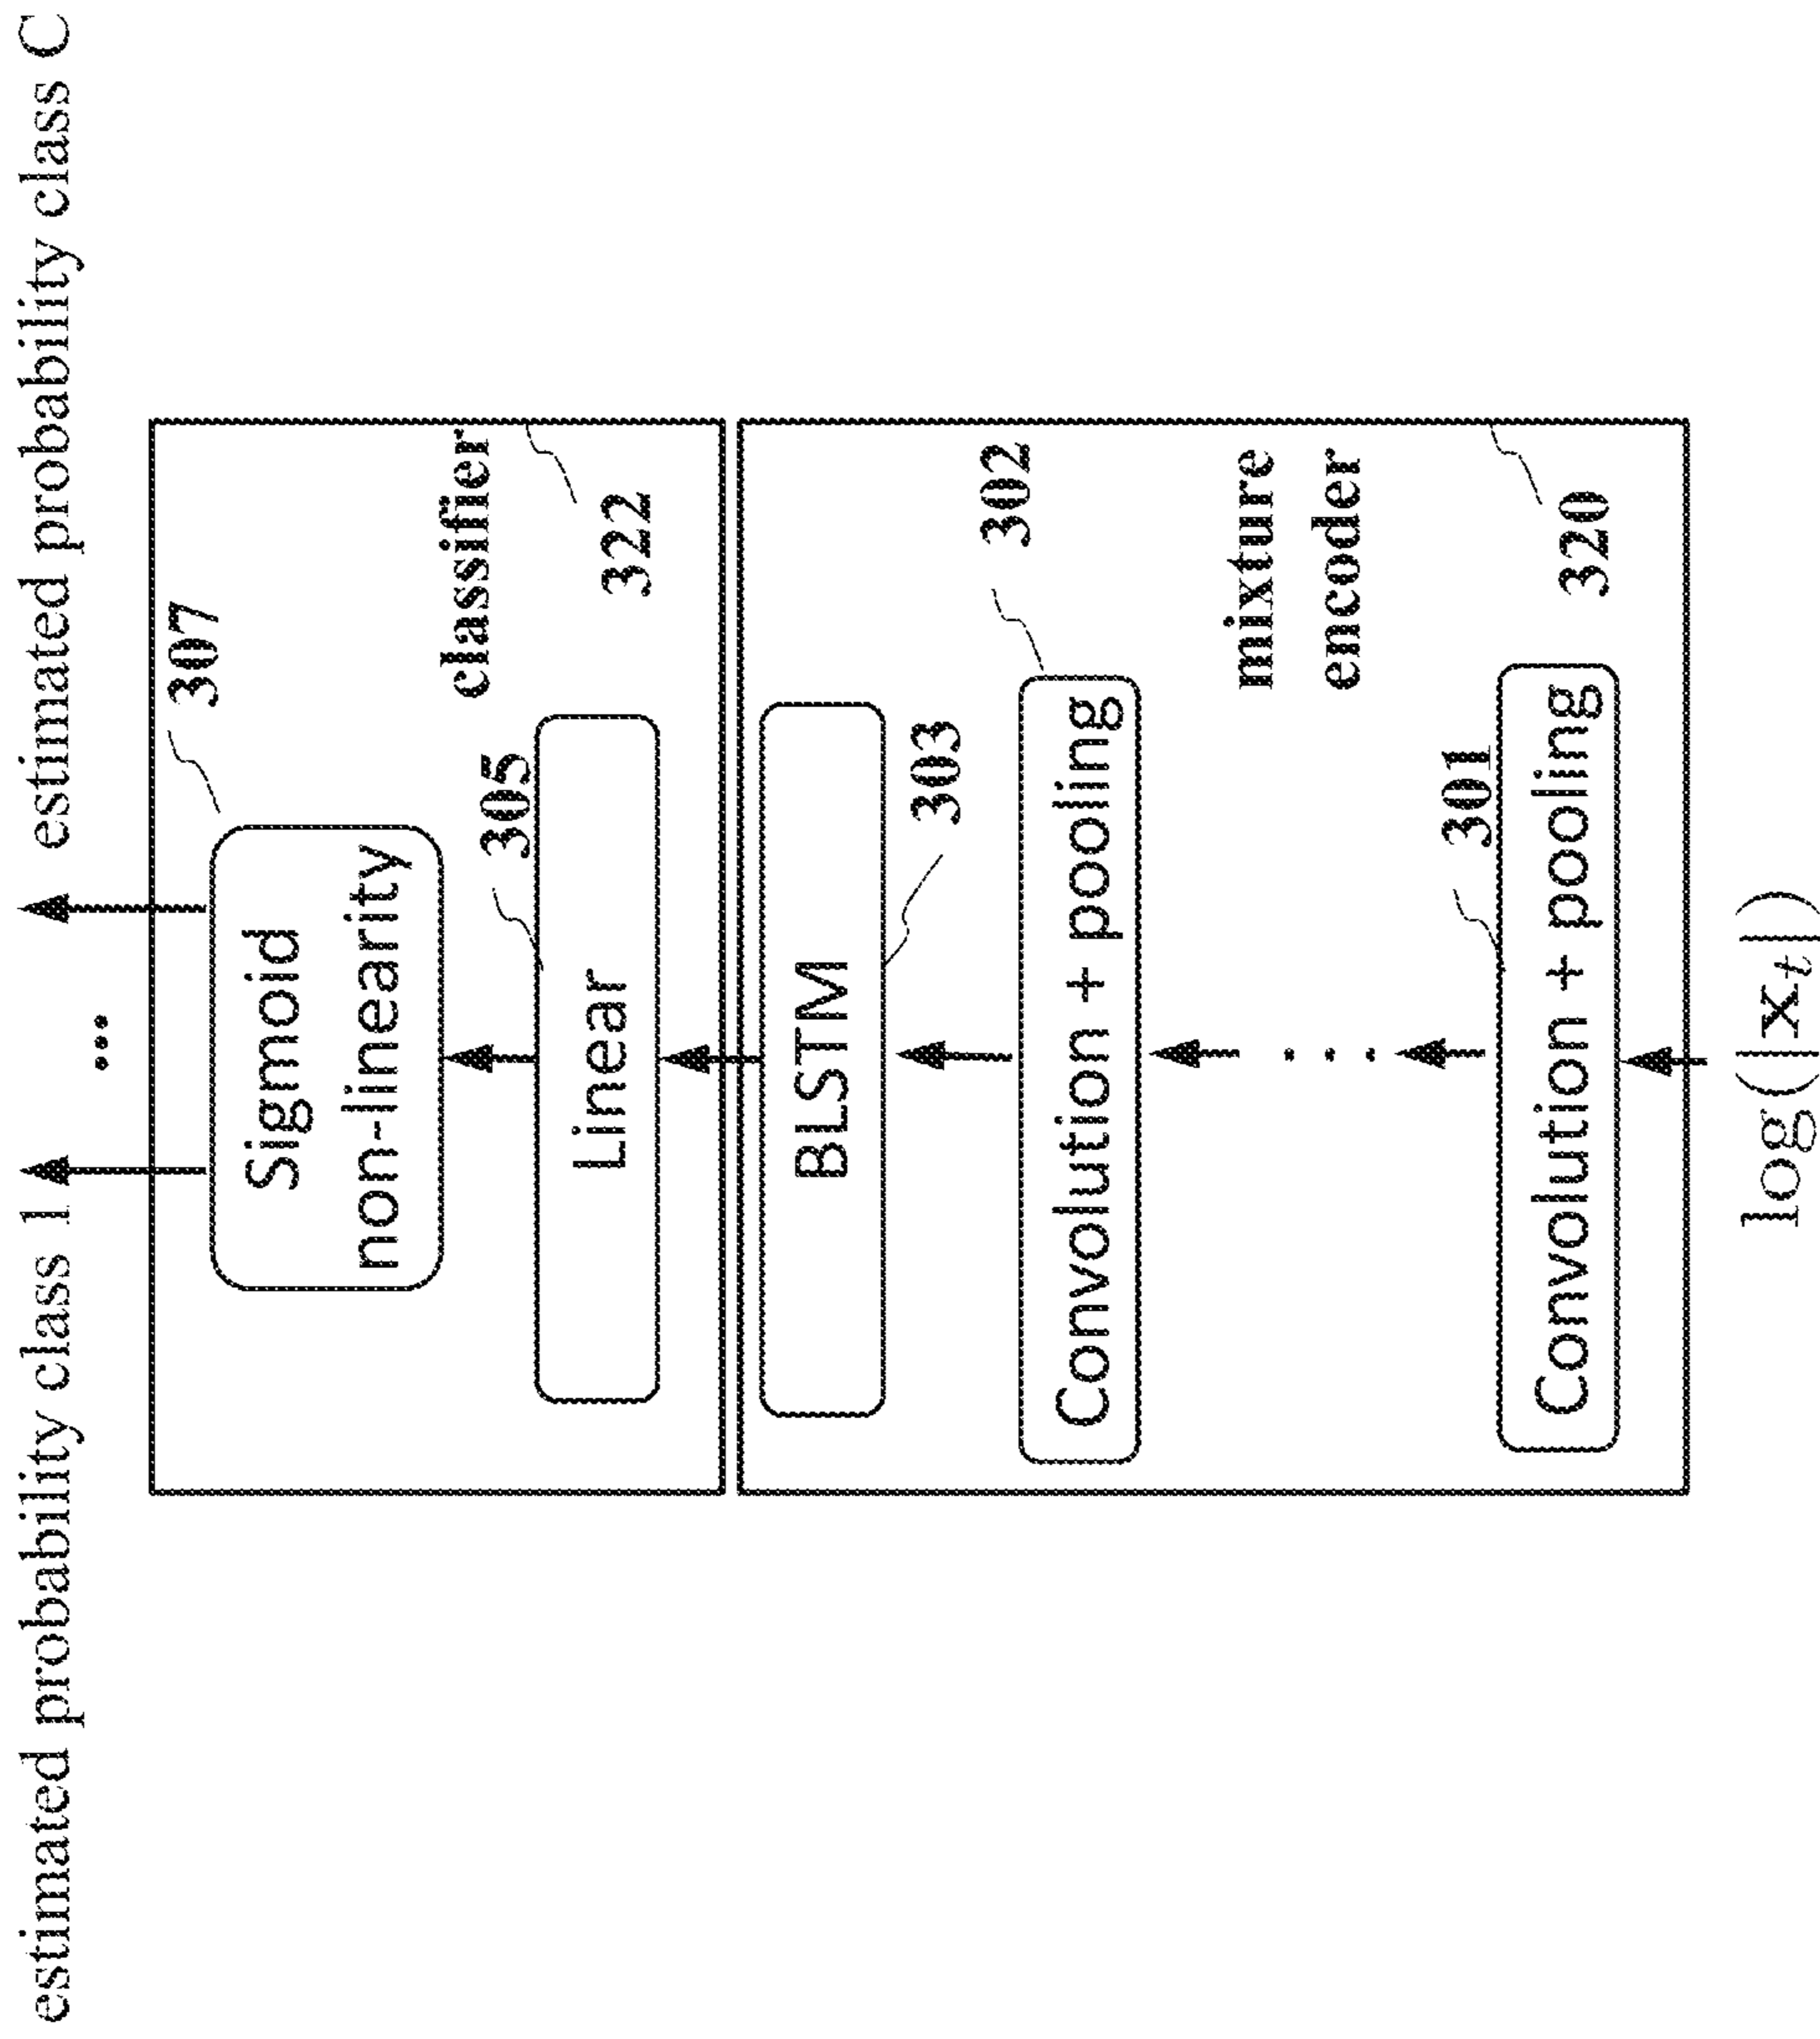 estimated probability class 1
...
estimated probability class C
307
Sigmoid
non-linearity
classifier
305
Linear
322
BLSTM
303
302
Convolution + pooling
mixture
encoder
...
301
Convolution + pooling
320
log(|x_t|)